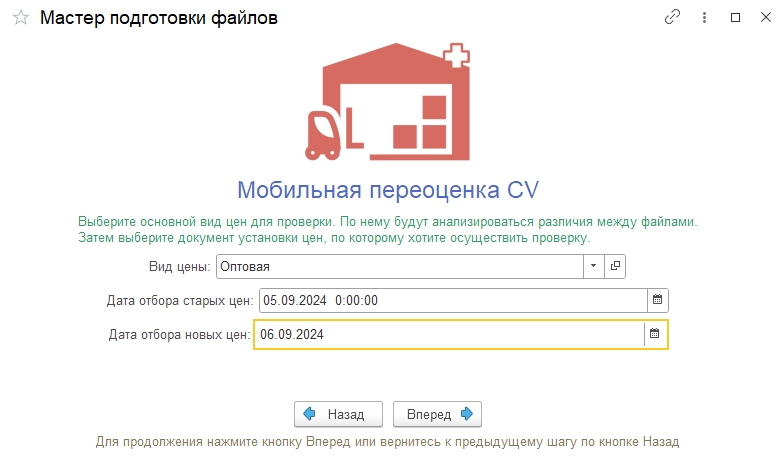 Мастер подготовки файлов
Мобильная переоценка CV
Выберите основной вид цен для проверки. По нему будут анализироваться различия между файлами.
Затем выберите документ установки цен, по которому хотите осуществить проверку.
Вид цены: Оптовая
Дата отбора старых цен: 05.09.2024 0:00:00
Дата отбора новых цен: 06.09.2024
Назад Вперед
Для продолжения нажмите кнопку Вперед или вернитесь к предыдущему шагу по кнопке Назад